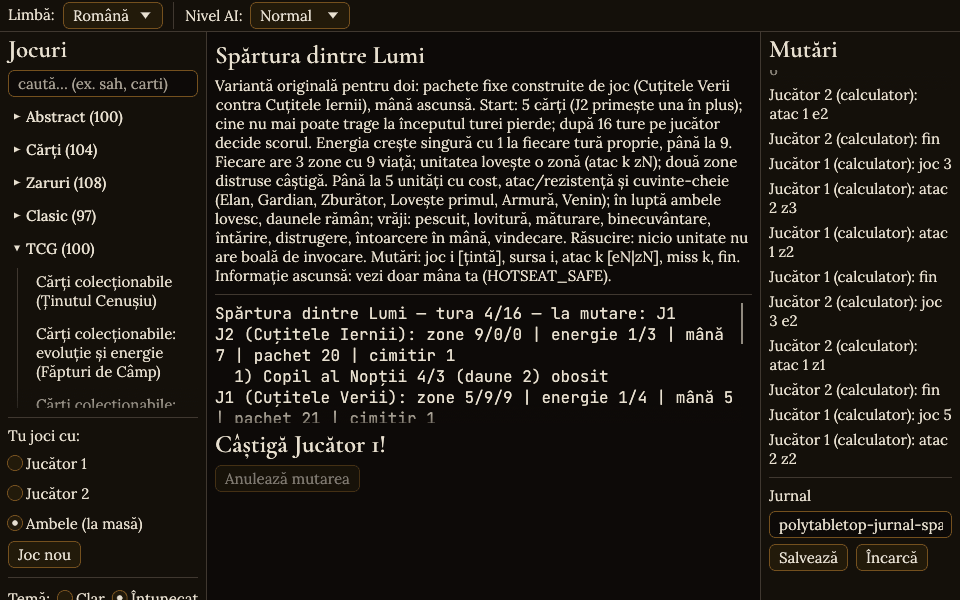 Limbă: Română ▼ Nivel AI: Normal ▼
Jocuri
caută... (ex. sah, carti)
▸ Abstract (100)
▸ Cărți (104)
▸ Zaruri (108)
▸ Clasic (97)
▾ TCG (100)
Cărți colecționabile
(Ținutul Cenușiu)
Cărți colecționabile:
evoluție și energie
(Făpturi de Câmp)
Cărți colecționabile:
Tu joci cu:
Jucător 1
Jucător 2
Ambele (la masă)
Joc nou
Temă: Clar Întunecat
Spărtura dintre Lumi
Variantă originală pentru doi: pachete fixe construite de joc (Cuțitele Verii
contra Cuțitele Iernii), mână ascunsă. Start: 5 cărți (J2 primește una în plus);
cine nu mai poate trage la începutul turei pierde; după 16 ture pe jucător
decide scorul. Energia crește singură cu 1 la fiecare tură proprie, până la 9.
Fiecare are 3 zone cu 9 viață; unitatea lovește o zonă (atac k zN); două zone
distruse câștigă. Până la 5 unități cu cost, atac/rezistență și cuvinte-cheie
(Elan, Gardian, Zburător, Lovește primul, Armură, Venin); în luptă ambele
lovesc, daunele rămân; vrăji: pescuit, lovitură, măturare, binecuvântare,
întărire, distrugere, întoarcere în mână, vindecare. Răsucire: nicio unitate nu
are boală de invocare. Mutări: joc i [țintă], sursa i, atac k [eN|zN], miss k, fin.
Informație ascunsă: vezi doar mâna ta (HOTSEAT_SAFE).
Spărtura dintre Lumi — tura 4/16 — la mutare: J1
J2 (Cuțitele Iernii): zone 9/0/0 | energie 1/3 | mână
7 | pachet 20 | cimitir 1
1) Copil al Nopții 4/3 (daune 2) obosit
J1 (Cuțitele Verii): zone 5/9/9 | energie 1/4 | mână 5
| pachet 21 | cimitir 1
Câștigă Jucător 1!
Anulează mutarea
Mutări
Jucător 2 (calculator):
atac 1 e2
Jucător 2 (calculator): fin
Jucător 1 (calculator): joc 3
Jucător 1 (calculator): atac
2 z3
Jucător 1 (calculator): atac
1 z2
Jucător 1 (calculator): fin
Jucător 2 (calculator): joc
3 e2
Jucător 2 (calculator):
atac 1 z1
Jucător 2 (calculator): fin
Jucător 1 (calculator): joc 5
Jucător 1 (calculator): atac
2 z2
Jurnal
polytabletop-jurnal-spa
Salvează Încarcă